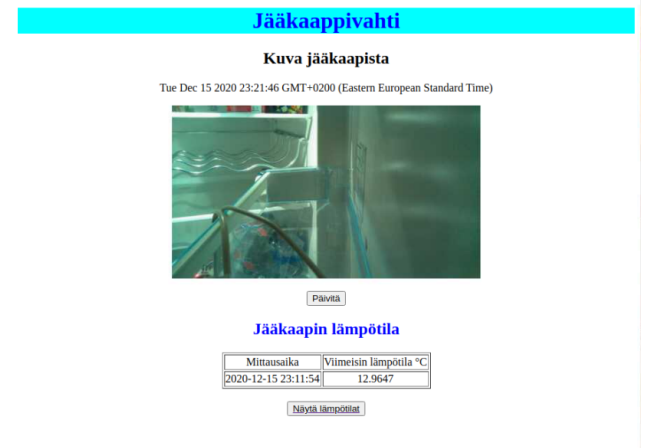 Jääkaappivahti
Kuva jääkaapista
Tue Dec 15 2020 23:21:46 GMT+0200 (Eastern European Standard Time)
Päivitä
Jääkaapin lämpötila
Mittausaika Viimeisin lämpötila °C
2020-12-15 23:11:54 12.9647
Näytä lämpötilat